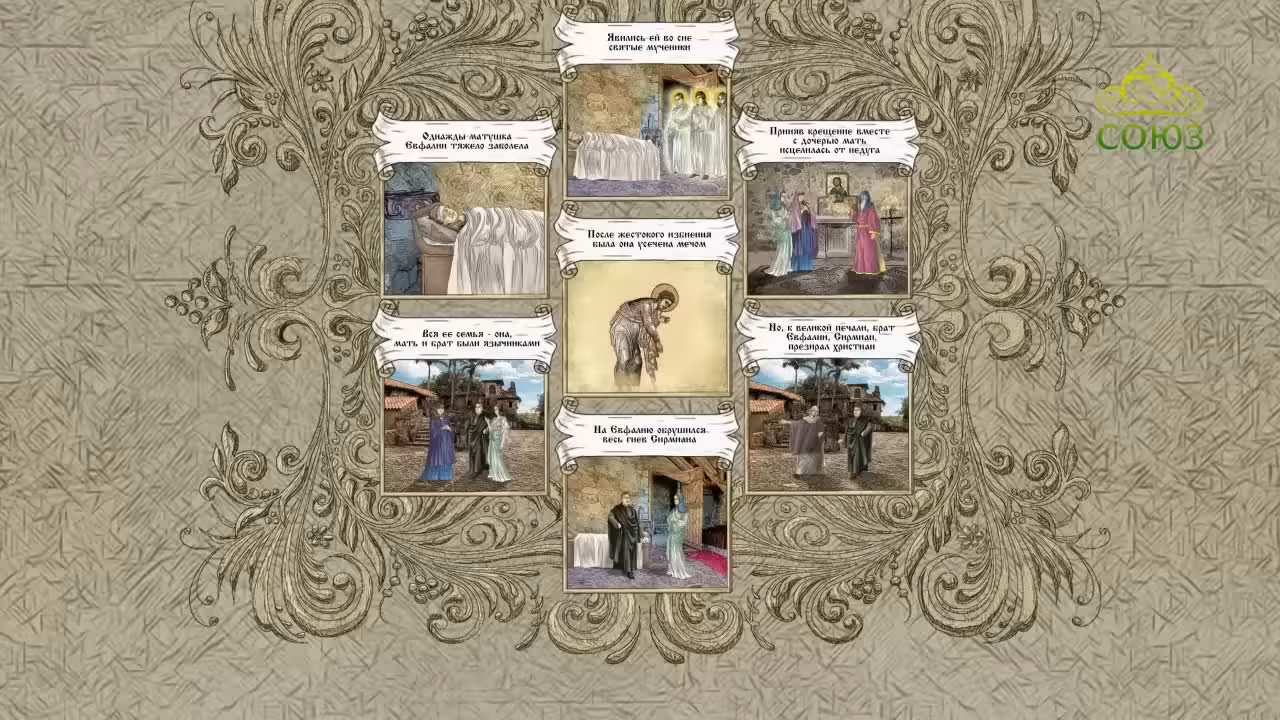 Явились ей во сне
святые мученики
Однажды матушка
Евфалии тяжело заболела
Приняв крещение вместе
с дочерью мать
исцелилась от недуга
СОЮЗ
После жестокого избиения
была она усечена мечом
Вся ее семья - она,
мать и брат были язычниками
Но, к великой печали, брат
Евфалии, Сирмиан,
презирал христиан
На Евфалию обрушился
весь гнев Сирмиана